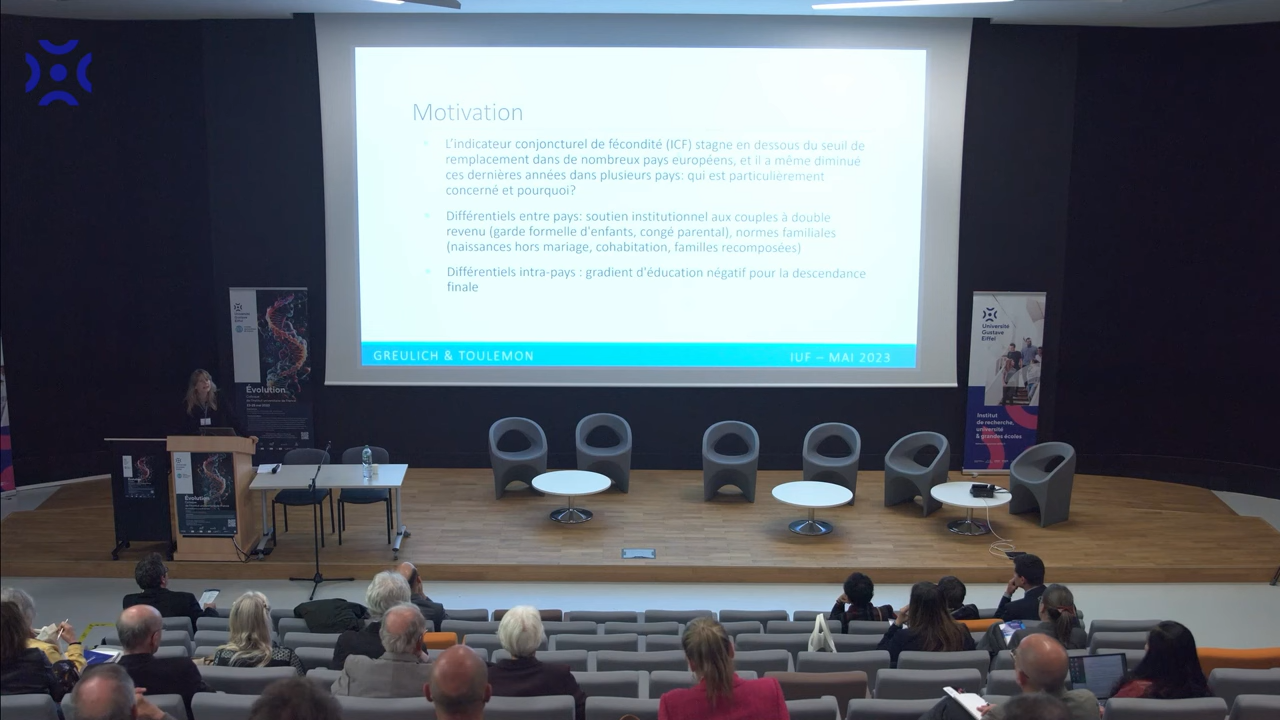 Motivation
L'indicateur conjoncturel de fécondité (ICF) stagne en dessous du seuil de
remplacement dans de nombreux pays européens, et il a même diminué
ces dernières années dans plusieurs pays: qui est particulièrement
concerné et pourquoi?
Différentiels entre pays: soutien institutionnel aux couples à double
revenu (garde formelle d'enfants, congé parental), normes familiales
(naissances hors mariage, cohabitation, familles recomposées)
Différentiels intra-pays : gradient d'éducation négatif pour la descendance
finale
GREULICH & TOULEMON
IUF – MAI 2023
Évolution
Université
Gustave
Eiffel
Institut
de recherche,
université
& grandes écoles
Évolution